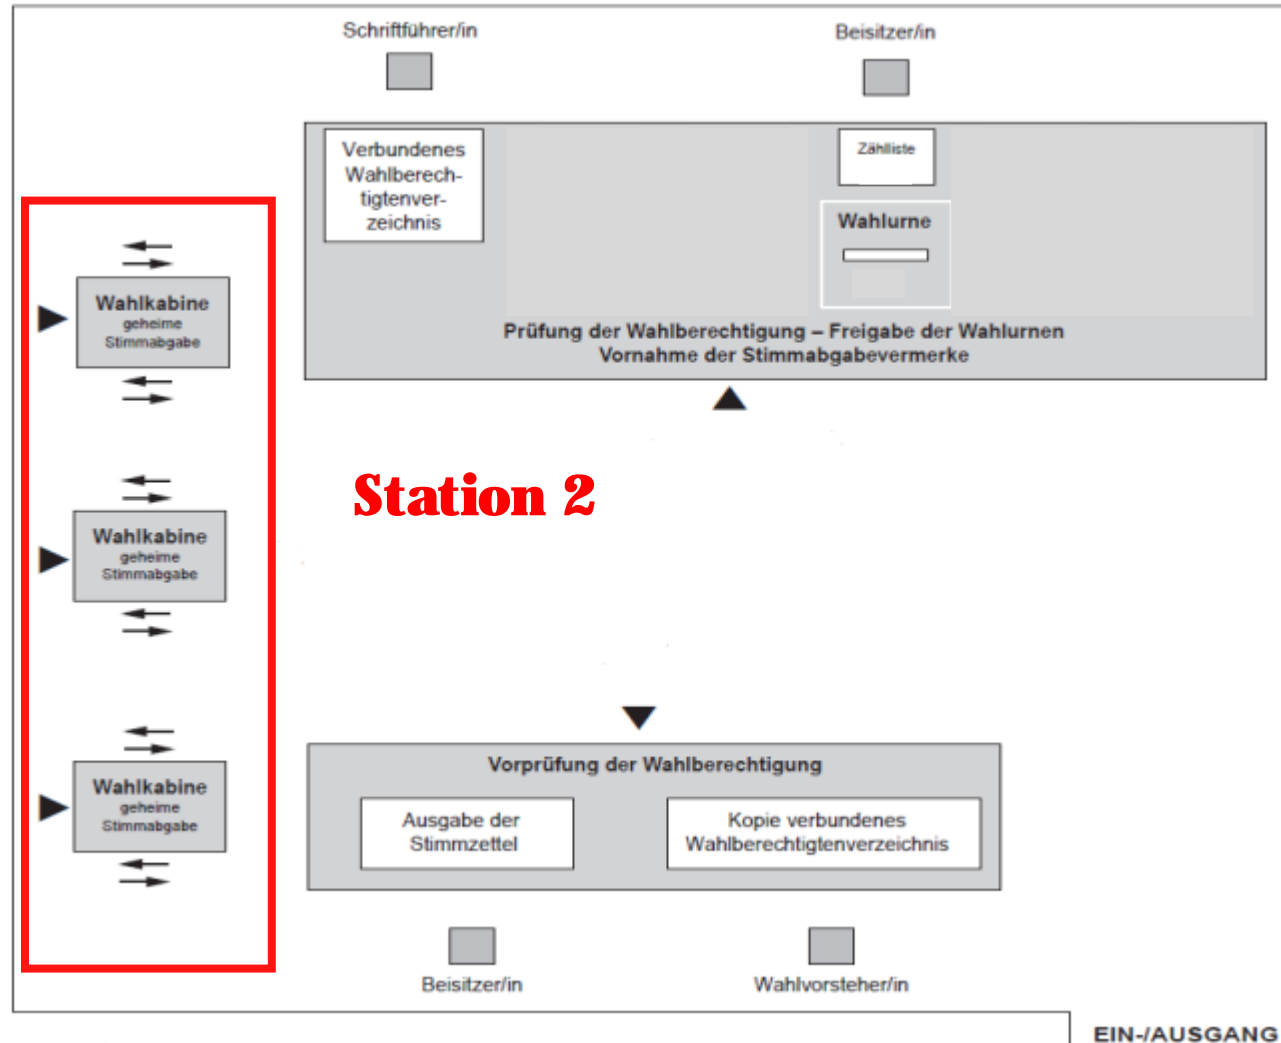 Schriftführer/in
Beisitzer/in
Verbundenes
Wahlberech-
tigtenver-
zeichnis
Zählliste
Wahlurne
Prüfung der Wahlberechtigung – Freigabe der Wahlurnen
Vornahme der Stimmabgabevermerke
Wahlkabine
geheime
Stimmabgabe
Station 2
Wahlkabine
geheime
Stimmabgabe
Wahlkabine
geheime
Stimmabgabe
Vorprüfung der Wahlberechtigung
Ausgabe der
Stimmzettel
Kopie verbundenes
Wahlberechtigtenverzeichnis
Beisitzer/in
Wahlvorsteher/in
EIN-/AUSGANG